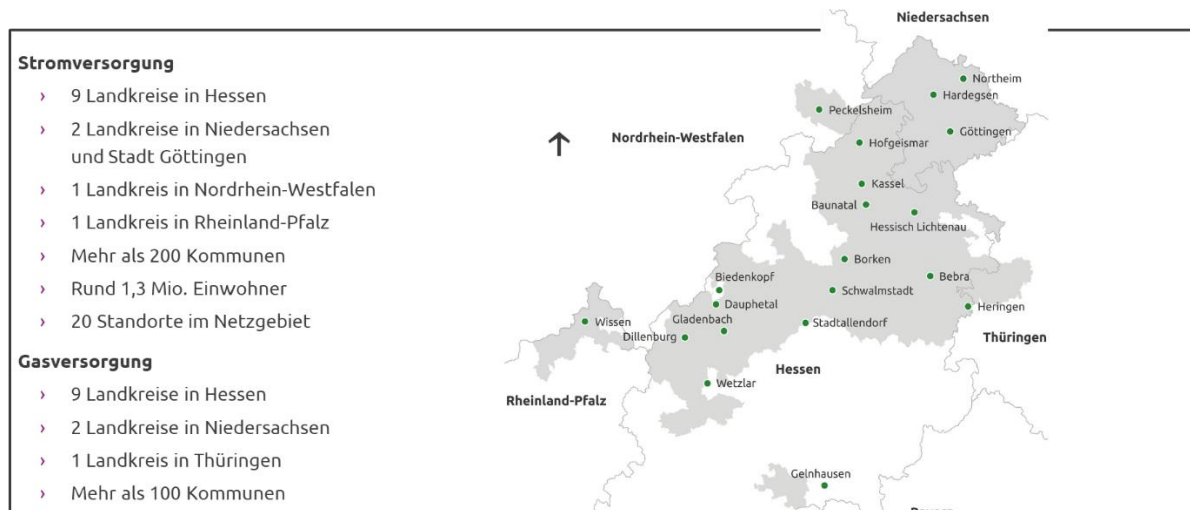 Stromversorgung
› 9 Landkreise in Hessen
› 2 Landkreise in Niedersachsen
und Stadt Göttingen
› 1 Landkreis in Nordrhein-Westfalen
› 1 Landkreis in Rheinland-Pfalz
› Mehr als 200 Kommunen
› Rund 1,3 Mio. Einwohner
› 20 Standorte im Netzgebiet
Gasversorgung
› 9 Landkreise in Hessen
› 2 Landkreise in Niedersachsen
› 1 Landkreis in Thüringen
› Mehr als 100 Kommunen
Niedersachsen
Northeim
Hardegsen
Peckelsheim
Göttingen
Nordrhein-Westfalen
Hofgeismar
Kassel
Baunatal
Hessisch Lichtenau
Borken
Biedenkopf
Bebra
Schwalmstadt
Dauphetal
Heringen
Gladenbach
Wissen
Stadtallendorf
Dillenburg
Thüringen
Hessen
Wetzlar
Rheinland-Pfalz
Gelnhausen